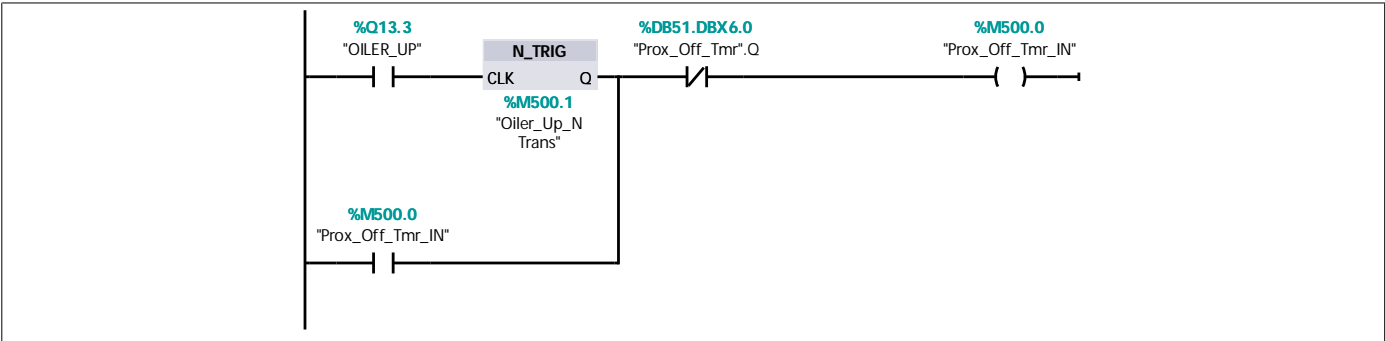 %Q13.3
"OILER_UP"
N_TRIG
CLK Q
%M500.1
"Oiler_Up_N
Trans"
%DB51.DBX6.0
"Prox_Off_Tmr".Q
%M500.0
"Prox_Off_Tmr_IN"
%M500.0
"Prox_Off_Tmr_IN"